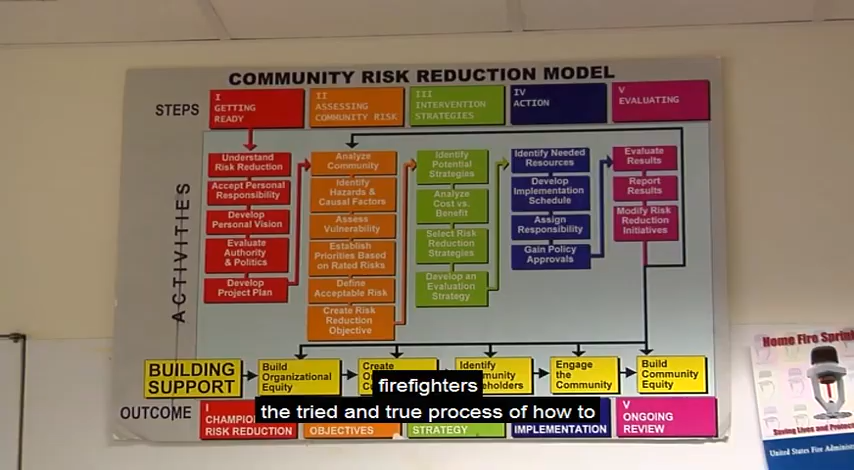 COMMUNITY RISK REDUCTION MODEL
STEPS
I
GETTING
READY
II
ASSESSING
COMMUNITY RISK
III
INTERVENTION
STRATEGIES
IV
ACTION
V
EVALUATING
ACTIVITIES
Understand
Risk Reduction
Accept Personal
Responsibility
Develop
Personal Vision
Evaluate
Authority
& Politics
Develop
Project Plan
Analyze
Community
Identify
Hazards &
Causal Factors
Assess
Vulnerability
Establish
Priorities Based
on Rated Risks
Define
Acceptable Risk
Create Risk
Reduction
Objective
Identify
Potential
Strategies
Analyze
Cost vs.
Benefit
Select Risk
Reduction
Strategies
Develop an
Evaluation
Strategy
Identify Needed
Resources
Develop
Implementation
Schedule
Assign
Responsibility
Gain Policy
Approvals
Evaluate
Results
Report
Results
Modify Risk
Reduction
Initiatives
BUILDING
SUPPORT
Build
Organizational
Equity
Create
Identify
Engage
the
Community
Build
Community
Equity
OUTCOME
I
RISK REDUCTION
OBJECTIVES
STRATEGY
IMPLEMENTATION
V
ONGOING
REVIEW
firefighters
the tried and true process of how to
Home Fire
Saving Lives and
United States Fire